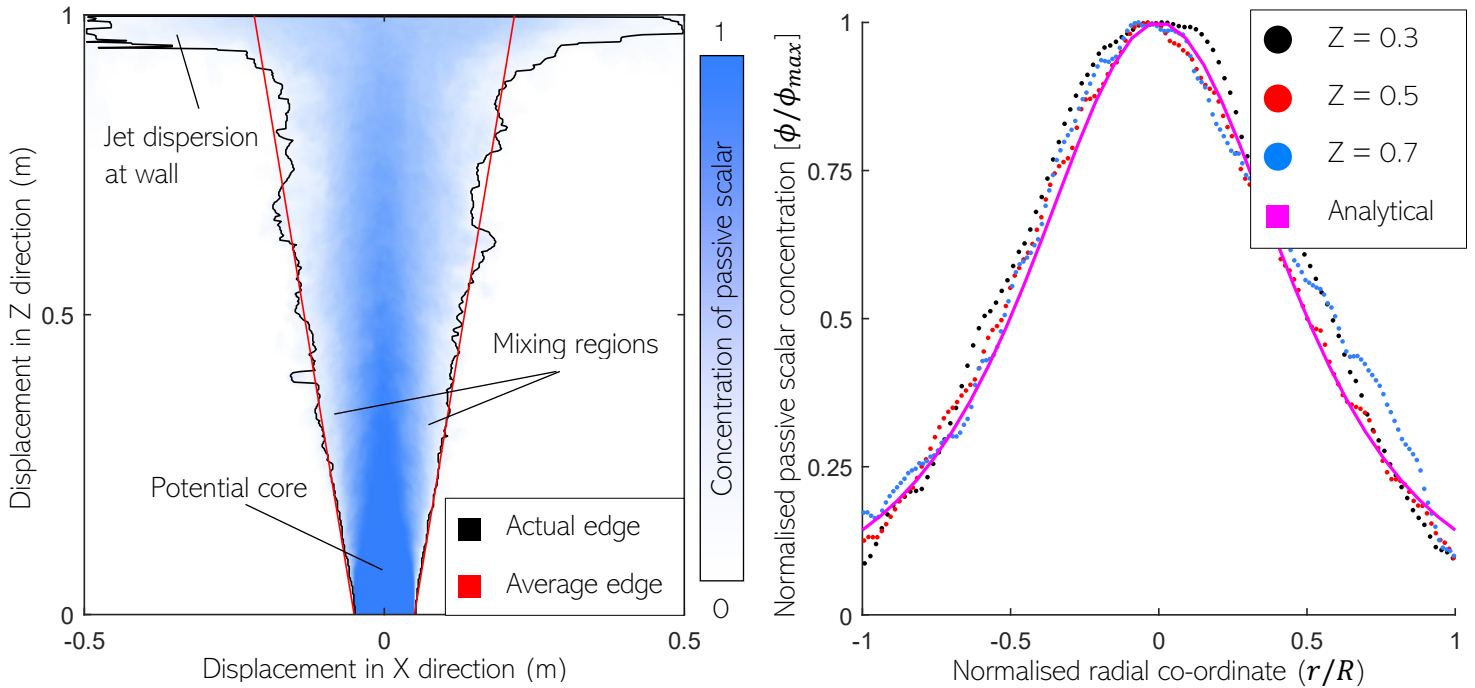 1
Displacement in Z direction (m)
0.5
0
Jet dispersion
at wall
Mixing regions
Potential core
Actual edge
Average edge
-0.5
0
0.5
Displacement in X direction (m)
1
Concentration of passive scalar
0
Normalised passive scalar concentration [ϕ/ϕmax]
1
0.75
0.5
0.25
0
Z = 0.3
Z = 0.5
Z = 0.7
Analytical
-1
-0.5
0
0.5
1
Normalised radial co-ordinate (r/R)